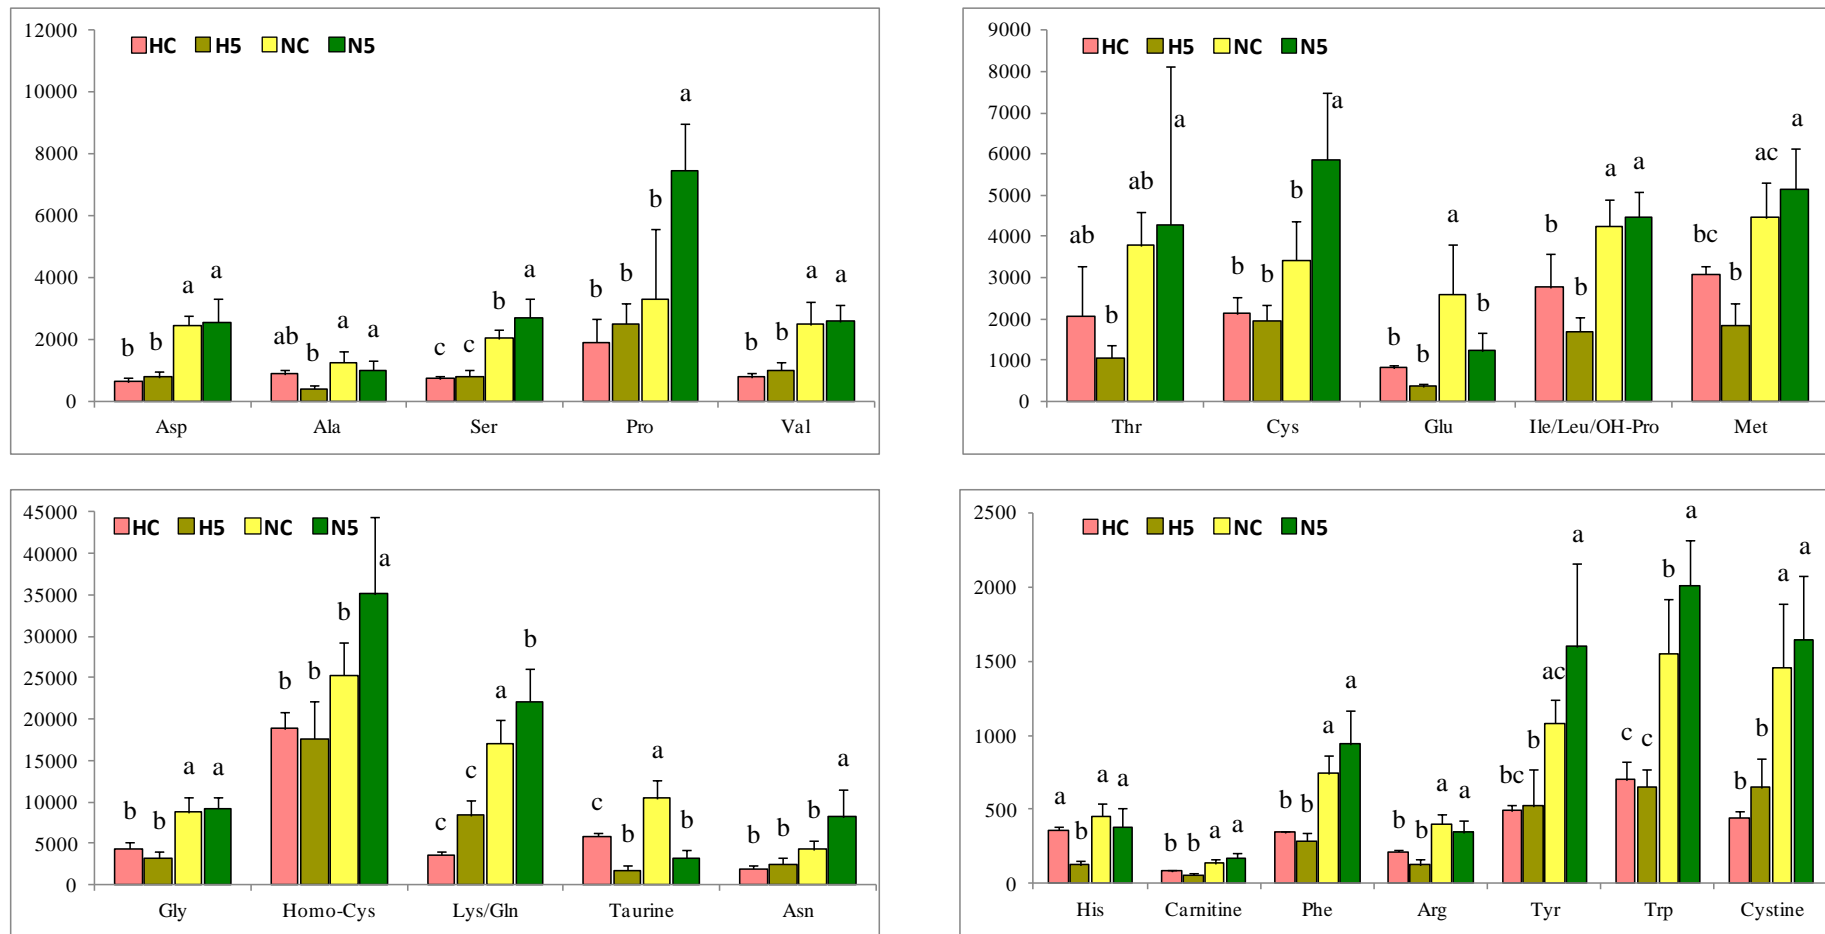 12000
10000
8000
6000
4000
2000
0
HC H5 NC N5
b b a a
ab b a a
c c b a
b b b a
b b a a
Asp Ala Ser Pro Val
9000
8000
7000
6000
5000
4000
3000
2000
1000
0
HC H5 NC N5
ab b ab a
b b b a
b b a b
b b a a
bc b ac a
Thr Cys Glu Ile/Leu/OH-Pro Met
45000
40000
35000
30000
25000
20000
15000
10000
5000
0
HC H5 NC N5
b b a a
b b b a
c c a b
c b a b
b b b a
Gly Homo-Cys Lys/Gln Taurine Asn
2500
2000
1500
1000
500
0
HC H5 NC N5
a b a a
b b a a
b b a a
b b a a
bc b ac a
c c b a
b b a a
His Carnitine Phe Arg Tyr Trp Cystine